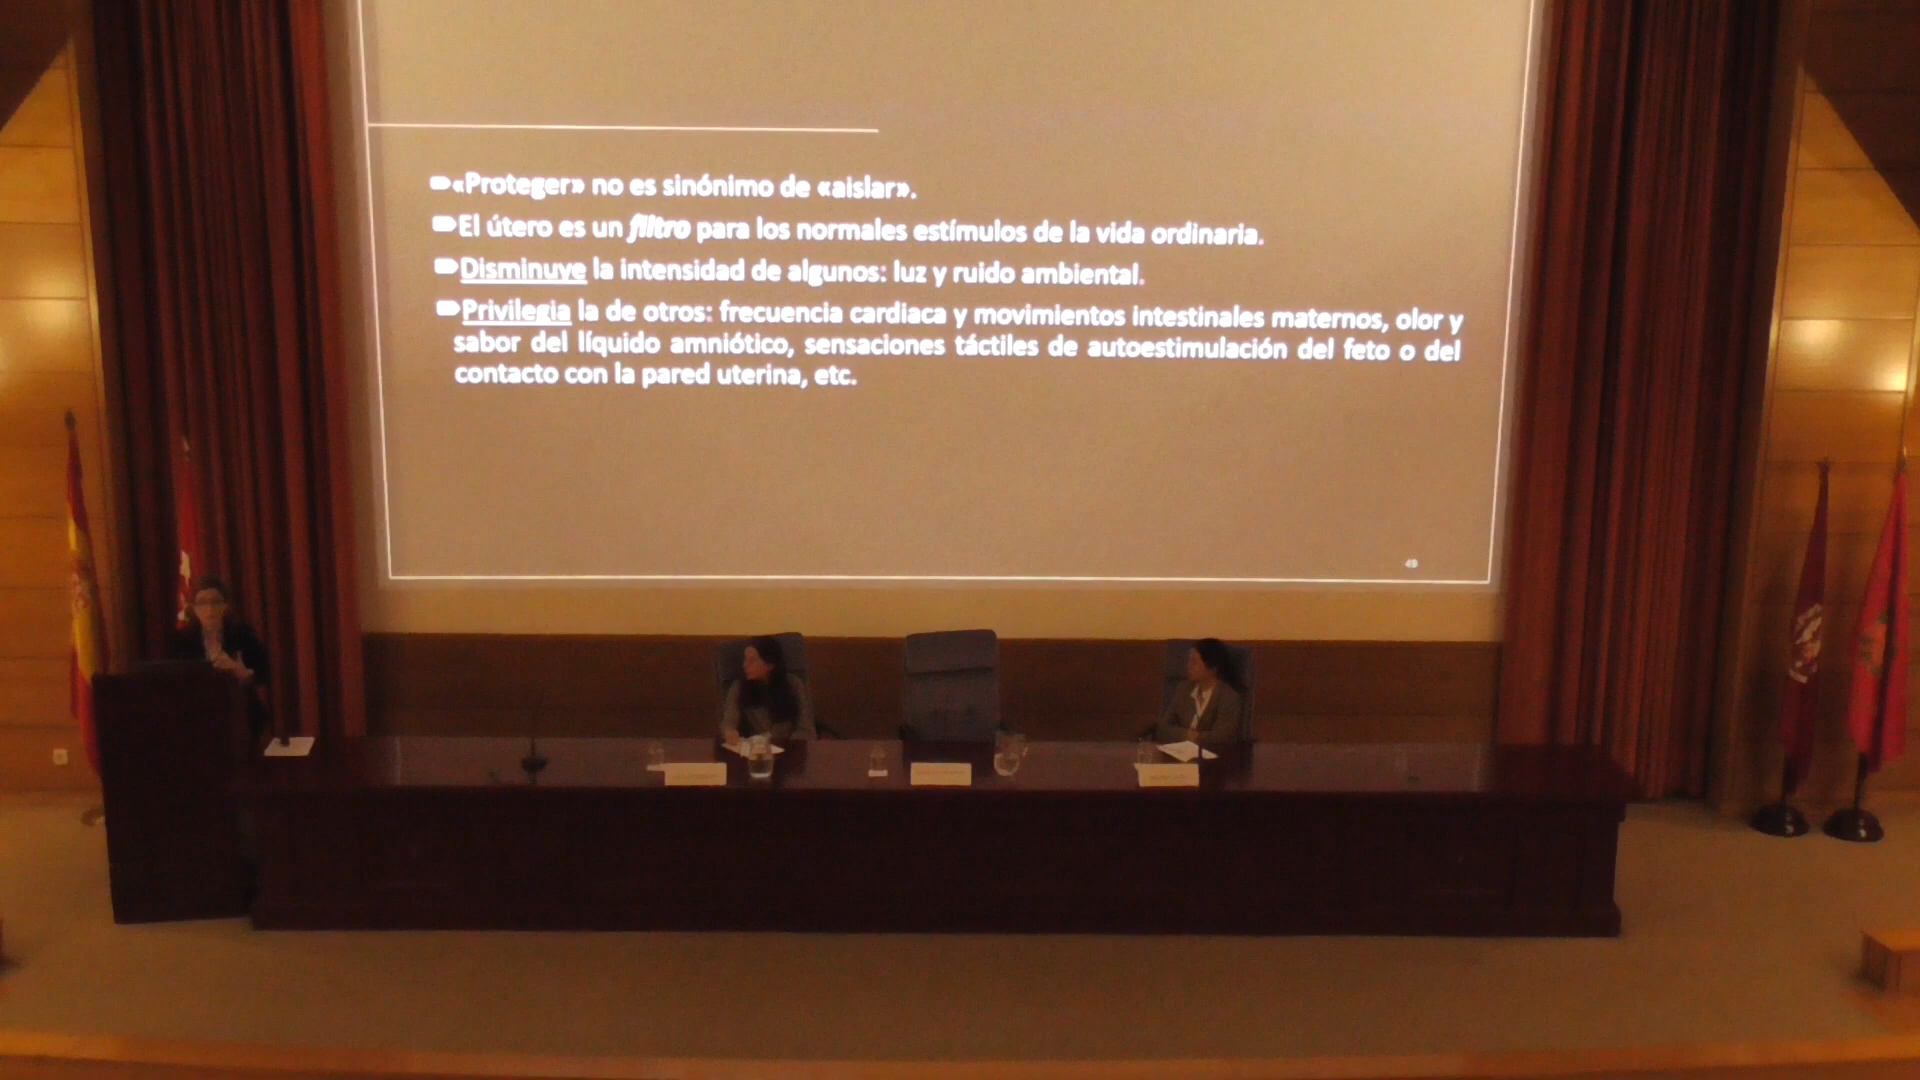 «Proteger» no es sinónimo de «aislar».
El útero es un filtro para los normales estímulos de la vida ordinaria.
Disminuye la intensidad de algunos: luz y ruido ambiental.
Privilegia la de otros: frecuencia cardiaca y movimientos intestinales maternos, olor y
sabor del líquido amniótico, sensaciones táctiles de autoestimulación del feto o del
contacto con la pared uterina, etc.
49